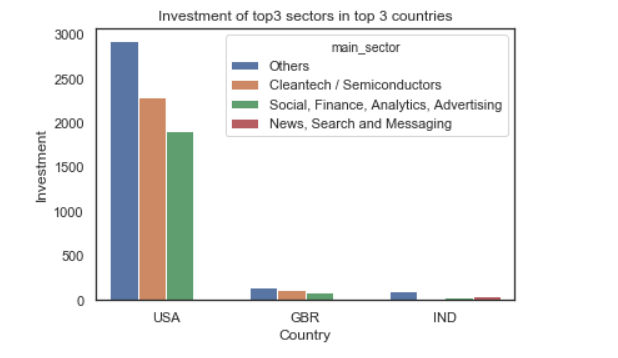 Investment of top3 sectors in top 3 countries
3000
2500
2000
1500
1000
500
0
Investment
main_sector
Others
Cleantech / Semiconductors
Social, Finance, Analytics, Advertising
News, Search and Messaging
USA
GBR
IND
Country